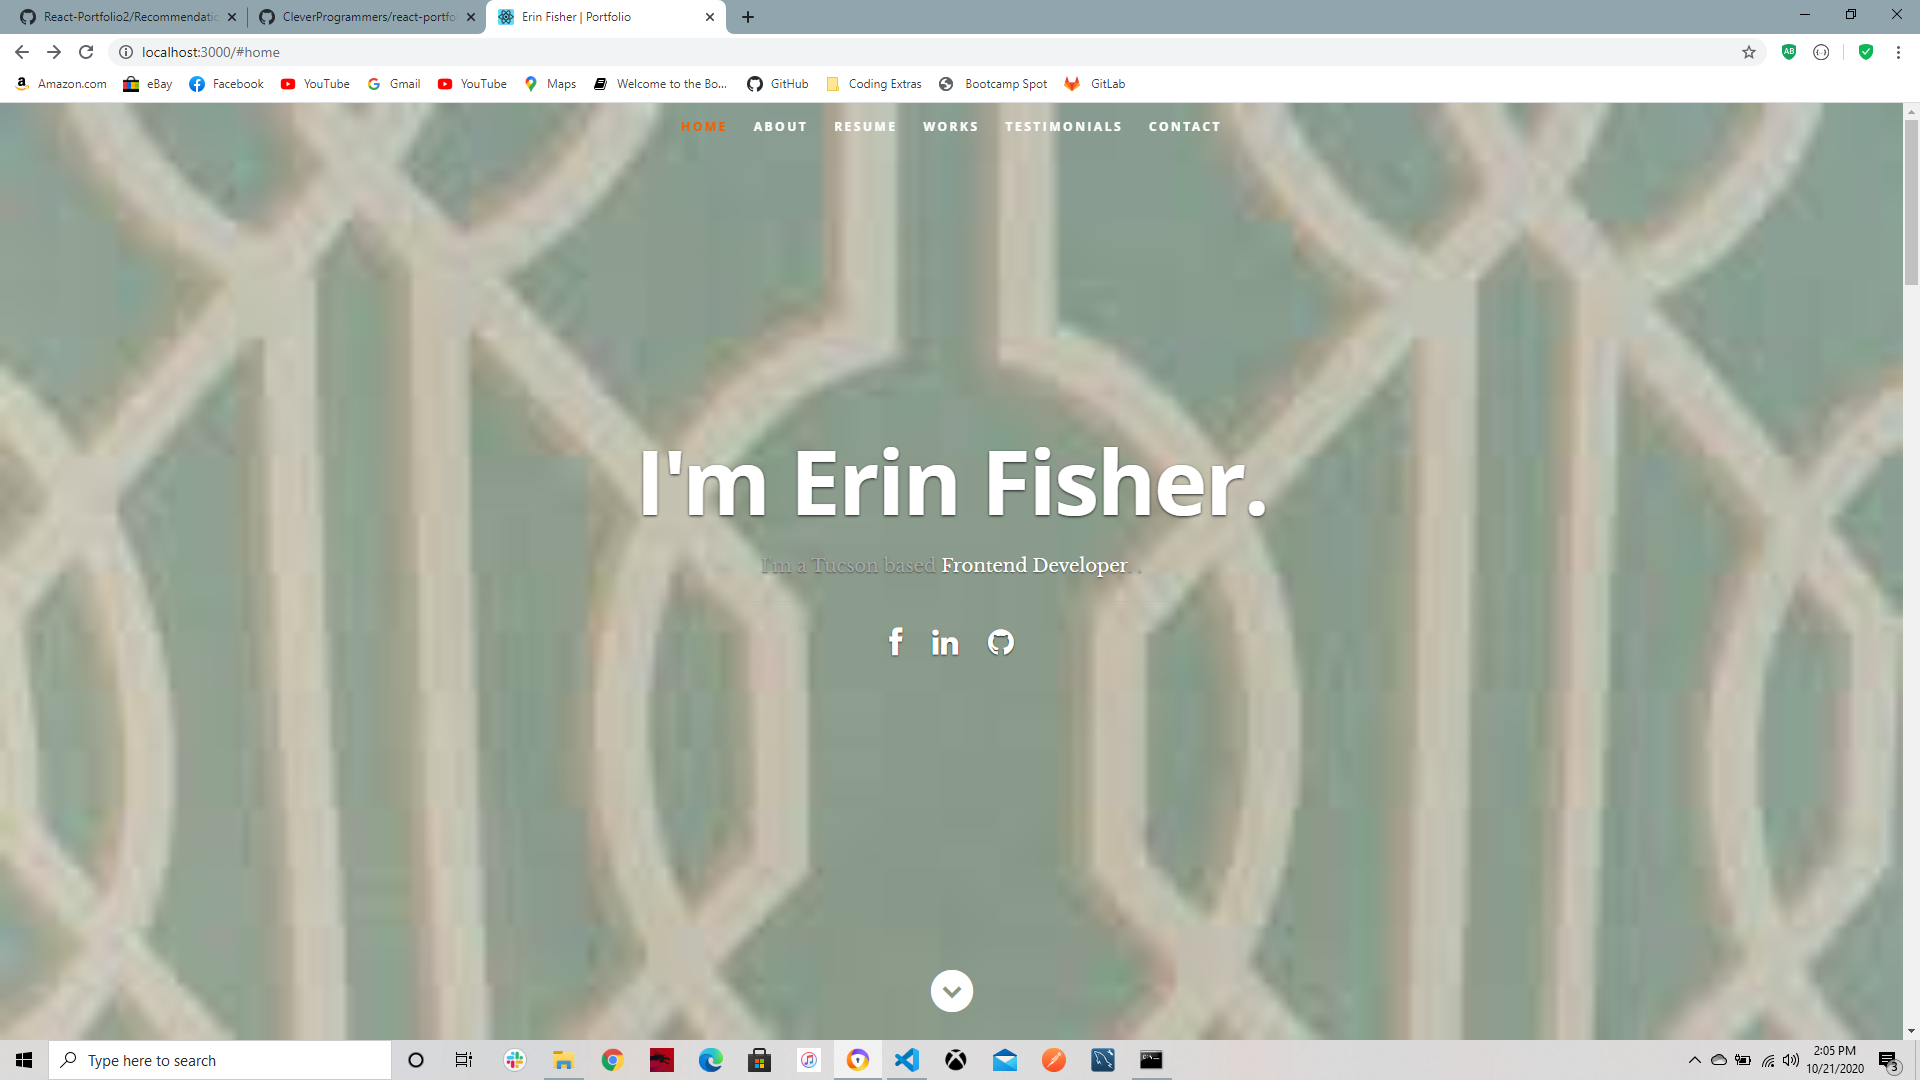 React-Portfolio2/Recommendatio
CleverProgrammers/react-portfo
Erin Fisher | Portfolio
localhost:3000/#home
Amazon.com
eBay
Facebook
YouTube
Gmail
YouTube
Maps
Welcome to the Bo...
GitHub
Coding Extras
Bootcamp Spot
GitLab
HOME ABOUT RESUME WORKS TESTIMONIALS CONTACT
I'm Erin Fisher.
I'm a Tucson based Frontend Developer. .
Type here to search
2:05 PM
10/21/2020
3